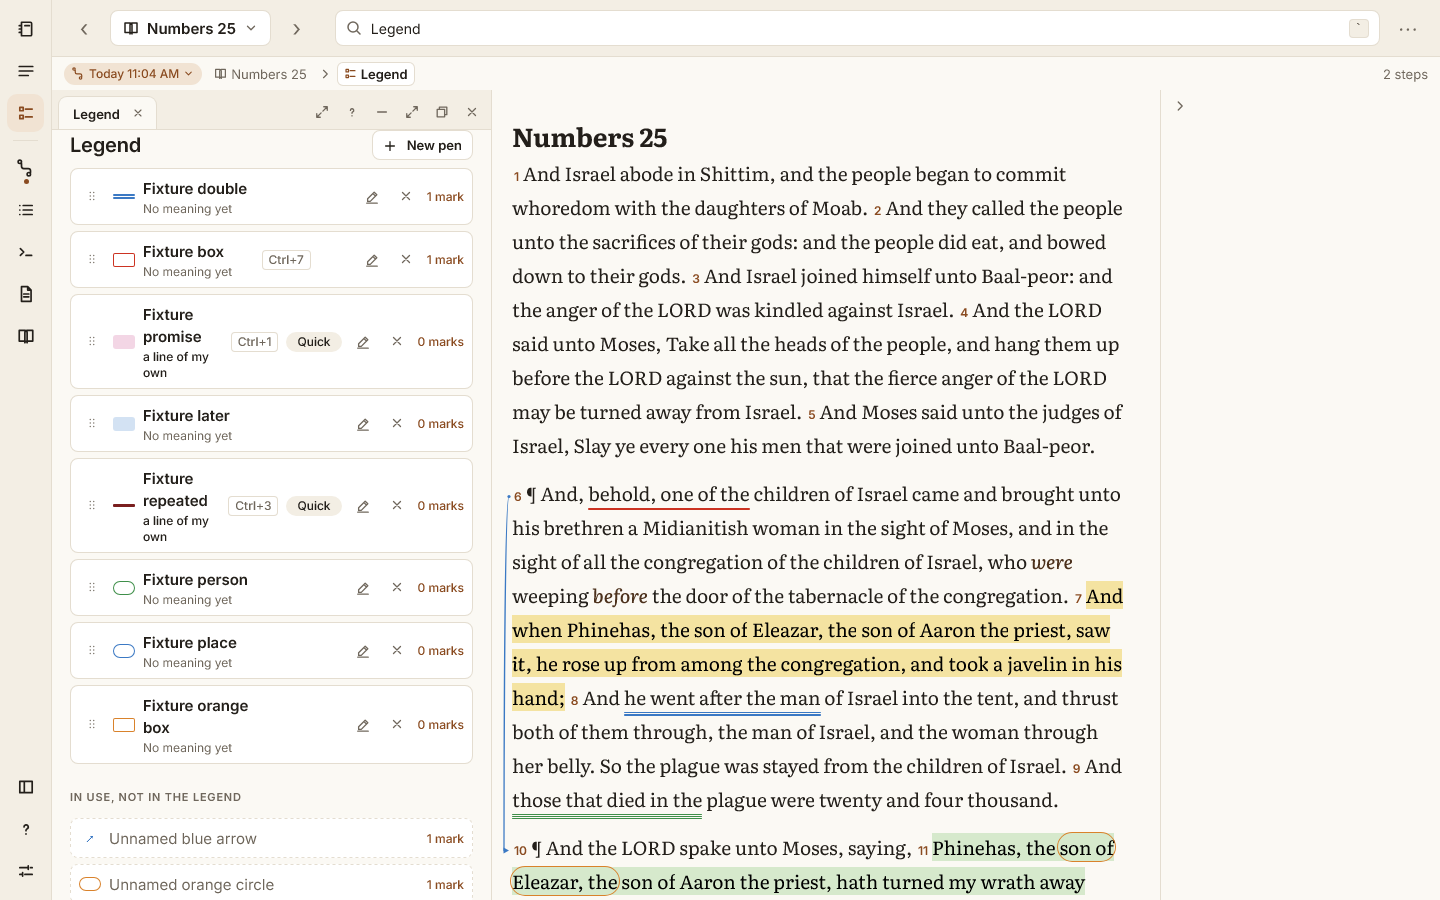 Numbers 25
Legend
`
Today 11:04 AM
Numbers 25
Legend
2 steps
Legend
?
Legend
New pen
Fixture double
No meaning yet
1 mark
Fixture box
No meaning yet
Ctrl+7
1 mark
Fixture
promise
a line of my
own
Ctrl+1
Quick
0 marks
Fixture later
No meaning yet
0 marks
Fixture
repeated
a line of my
own
Ctrl+3
Quick
0 marks
Fixture person
No meaning yet
0 marks
Fixture place
No meaning yet
0 marks
Fixture orange
box
No meaning yet
0 marks
IN USE, NOT IN THE LEGEND
Unnamed blue arrow
1 mark
Unnamed orange circle
1 mark
?
Numbers 25
1 And Israel abode in Shittim, and the people began to commit
whoredom with the daughters of Moab. 2 And they called the people
unto the sacrifices of their gods: and the people did eat, and bowed
down to their gods. 3 And Israel joined himself unto Baal-peor: and
the anger of the LORD was kindled against Israel. 4 And the LORD
said unto Moses, Take all the heads of the people, and hang them up
before the LORD against the sun, that the fierce anger of the LORD
may be turned away from Israel. 5 And Moses said unto the judges of
Israel, Slay ye every one his men that were joined unto Baal-peor.
6 ¶ And, behold, one of the children of Israel came and brought unto
his brethren a Midianitish woman in the sight of Moses, and in the
sight of all the congregation of the children of Israel, who were
weeping before the door of the tabernacle of the congregation. 7 And
when Phinehas, the son of Eleazar, the son of Aaron the priest, saw
it, he rose up from among the congregation, and took a javelin in his
hand; 8 And he went after the man of Israel into the tent, and thrust
both of them through, the man of Israel, and the woman through
her belly. So the plague was stayed from the children of Israel. 9 And
those that died in the plague were twenty and four thousand.
10 ¶ And the LORD spake unto Moses, saying, 11 Phinehas, the son of
Eleazar, the son of Aaron the priest, hath turned my wrath away